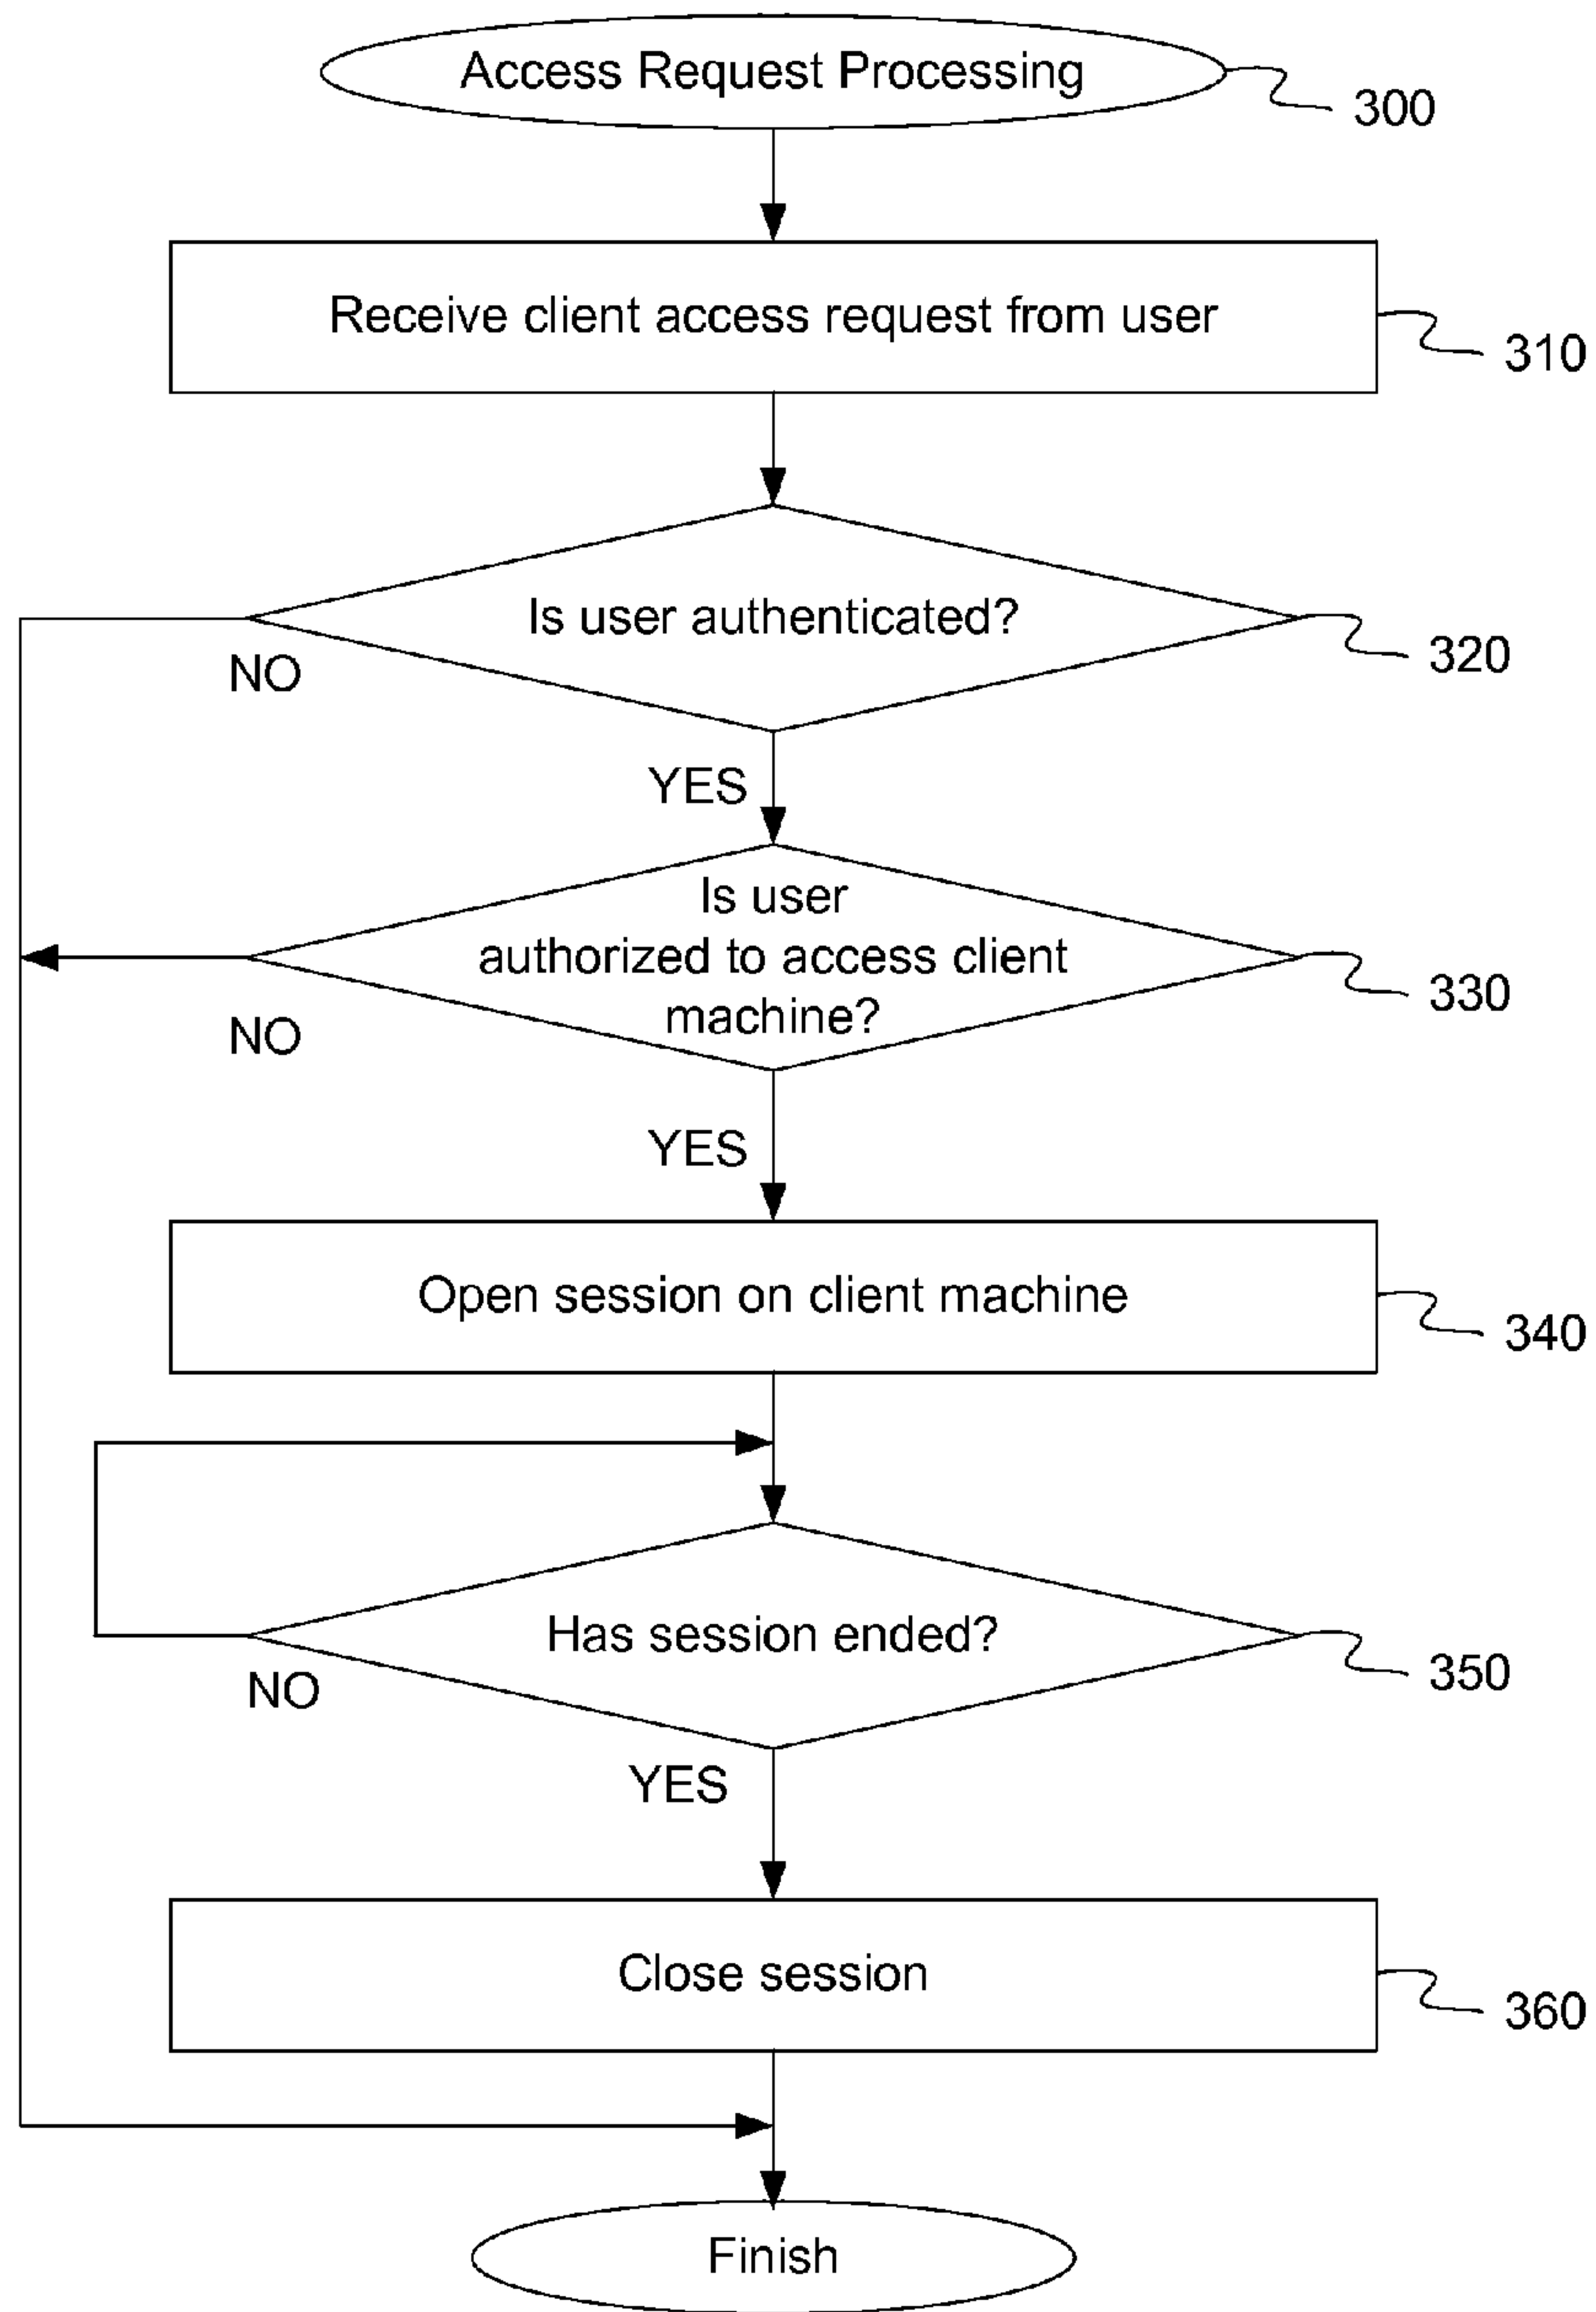 Access Request Processing
300
Receive client access request from user
310
Is user authenticated?
320
NO
YES
Is user
authorized to access client
machine?
330
NO
YES
Open session on client machine
340
Has session ended?
350
NO
YES
Close session
360
Finish